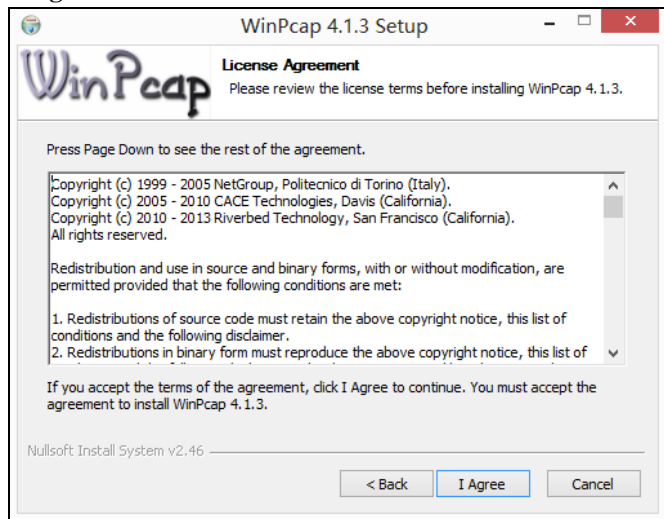 WinPcap 4.1.3 Setup
WinPcap
License Agreement
Please review the license terms before installing WinPcap 4.1.3.
Press Page Down to see the rest of the agreement.
Copyright (c) 1999 - 2005 NetGroup, Politecnico di Torino (Italy).
Copyright (c) 2005 - 2010 CACE Technologies, Davis (California).
Copyright (c) 2010 - 2013 Riverbed Technology, San Francisco (California).
All rights reserved.
Redistribution and use in source and binary forms, with or without modification, are
permitted provided that the following conditions are met:
1. Redistributions of source code must retain the above copyright notice, this list of
conditions and the following disclaimer.
2. Redistributions in binary form must reproduce the above copyright notice, this list of
If you accept the terms of the agreement, click I Agree to continue. You must accept the
agreement to install WinPcap 4.1.3.
Nullsoft Install System v2.46
< Back
I Agree
Cancel